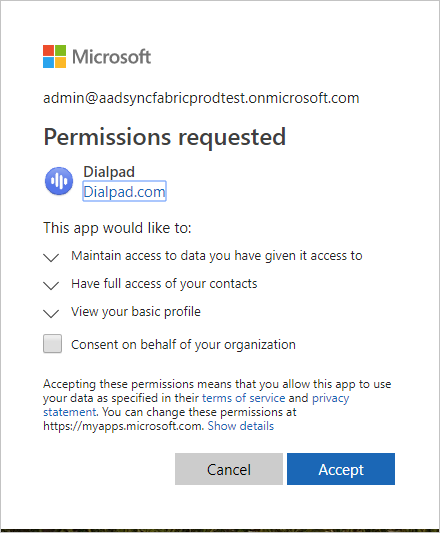 Microsoft
admin@aadsyncfabricprodtest.onmicrosoft.com
Permissions requested
Dialpad
Dialpad.com
This app would like to:
Maintain access to data you have given it access to
Have full access of your contacts
View your basic profile
Consent on behalf of your organization
Accepting these permissions means that you allow this app to use
your data as specified in their terms of service and privacy
statement. You can change these permissions at
https://myapps.microsoft.com. Show details
Cancel Accept